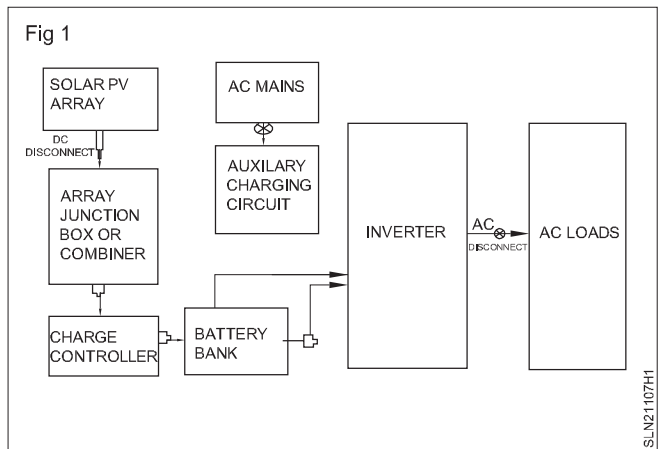 Fig 1
SOLAR PV
ARRAY
DC
DISCONNECT
ARRAY
JUNCTION
BOX OR
COMBINER
CHARGE
CONTROLLER
AC MAINS
AUXILARY
CHARGING
CIRCUIT
BATTERY
BANK
INVERTER
AC
DISCONNECT
AC LOADS
SLN21107H1